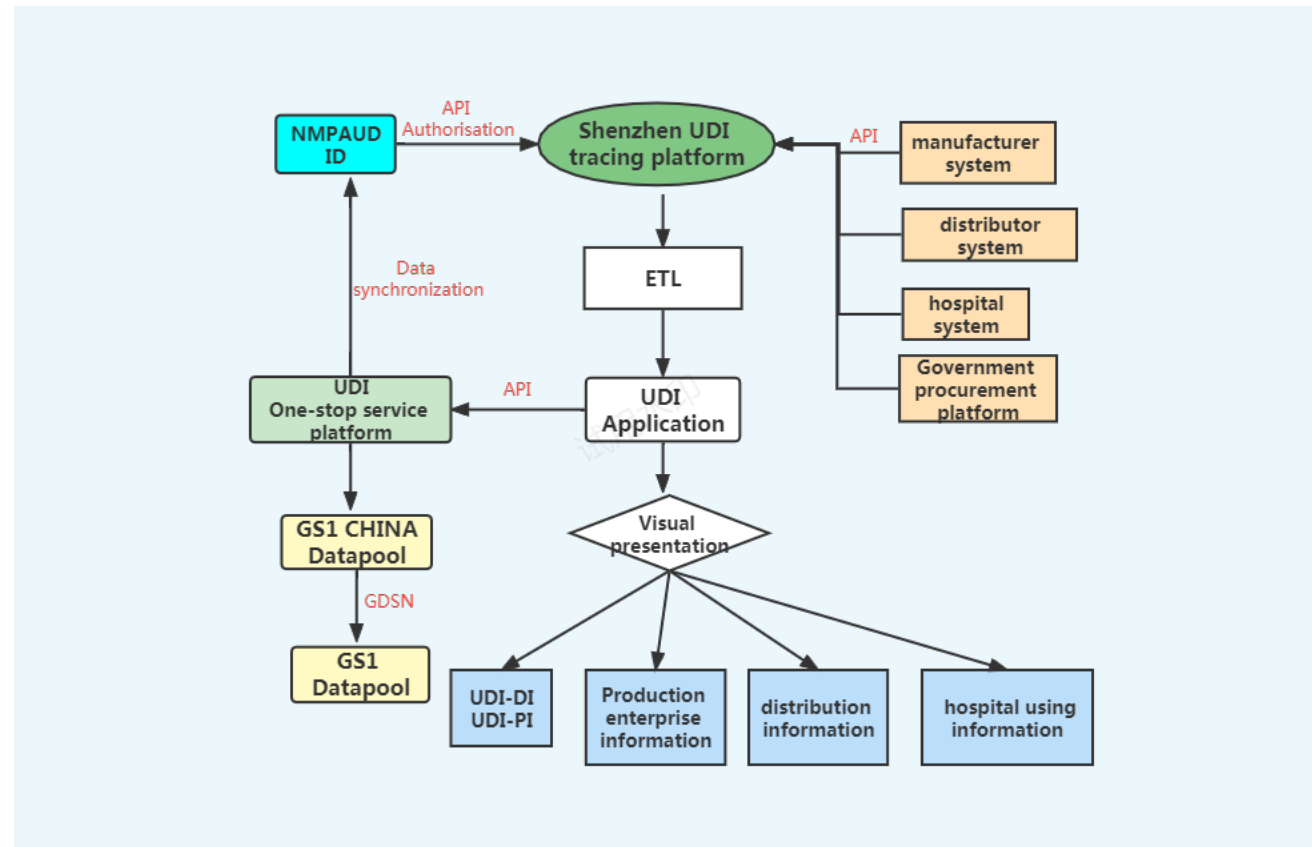 API
Authorisation
NMPAUD
ID
Shenzhen UDI
tracing platform
API
manufacturer
system
distributor
system
Data
synchronization
ETL
hospital
system
Government
procurement
platform
UDI
One-stop service
platform
API
UDI
Application
GS1 CHINA
Datapool
Visual
presentation
GDSN
GS1
Datapool
UDI-DI
UDI-PI
Production
enterprise
information
distribution
information
hospital using
information